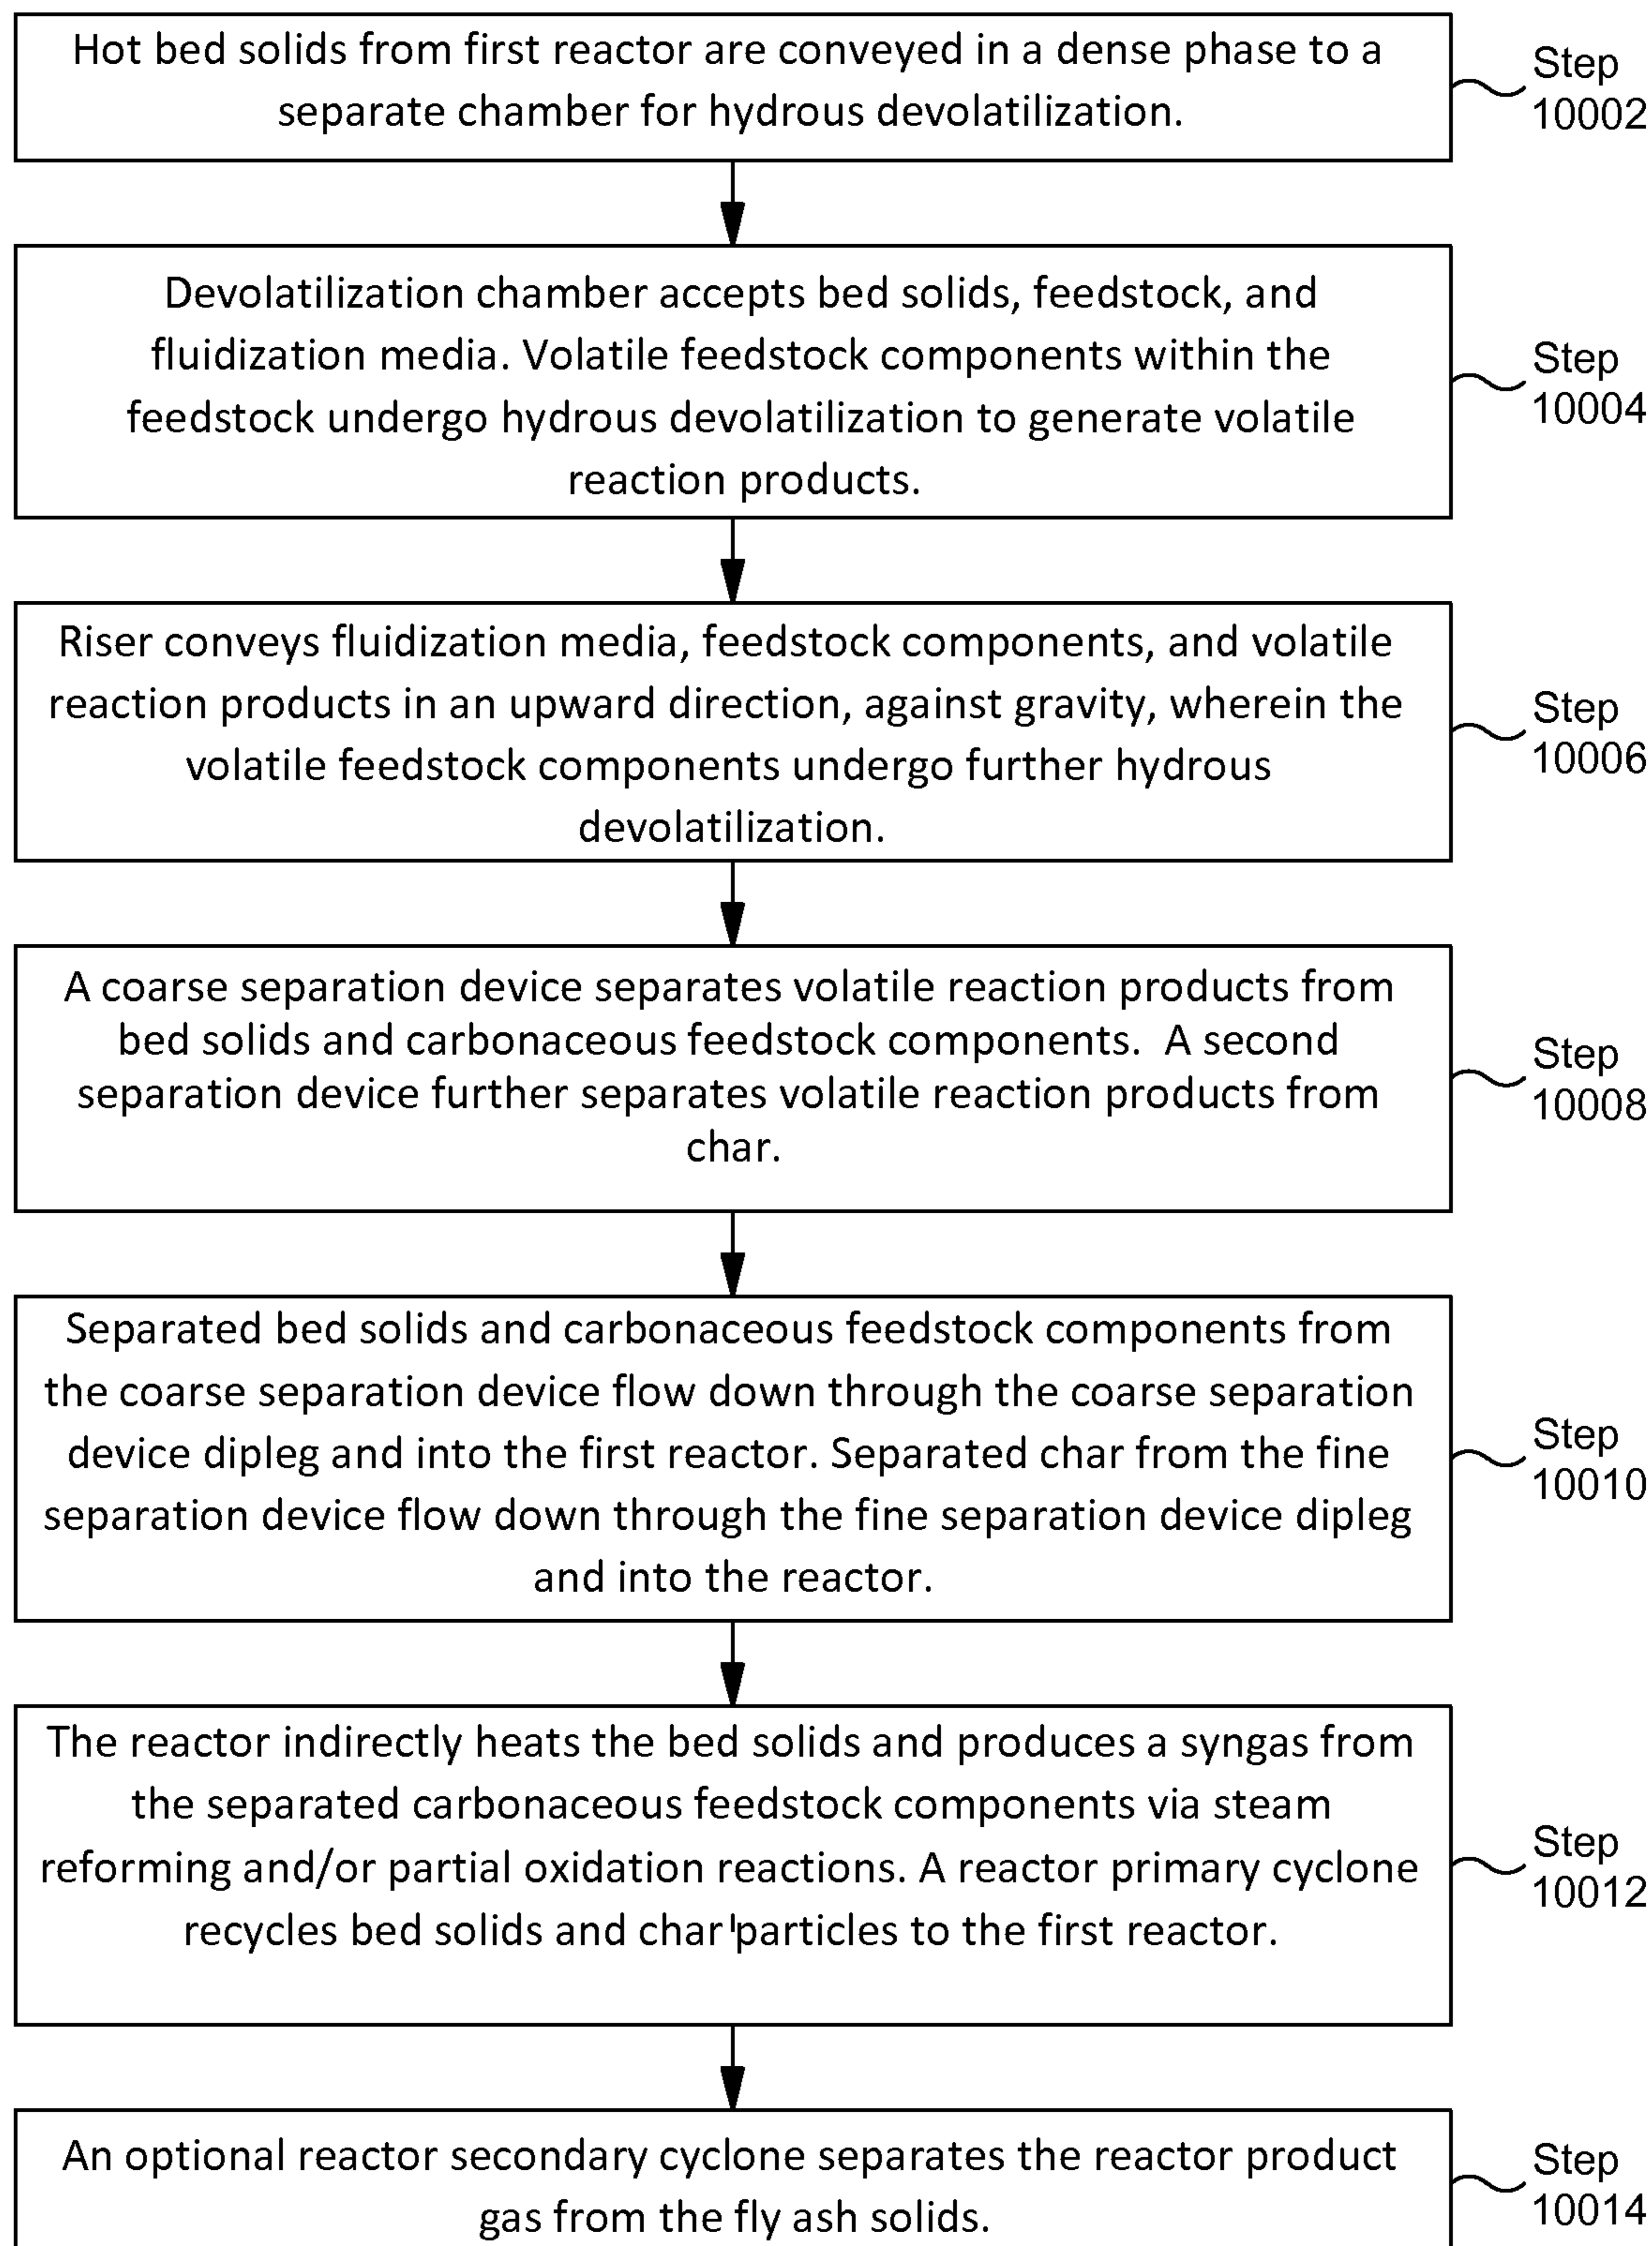 Hot bed solids from first reactor are conveyed in a dense phase to a
separate chamber for hydrous devolatilization.
Step
10002
Devolatilization chamber accepts bed solids, feedstock, and
fluidization media. Volatile feedstock components within the
feedstock undergo hydrous devolatilization to generate volatile
reaction products.
Step
10004
Riser conveys fluidization media, feedstock components, and volatile
reaction products in an upward direction, against gravity, wherein the
volatile feedstock components undergo further hydrous
devolatilization.
Step
10006
A coarse separation device separates volatile reaction products from
bed solids and carbonaceous feedstock components. A second
separation device further separates volatile reaction products from
char.
Step
10008
Separated bed solids and carbonaceous feedstock components from
the coarse separation device flow down through the coarse separation
device dipleg and into the first reactor. Separated char from the fine
separation device flow down through the fine separation device dipleg
and into the reactor.
Step
10010
The reactor indirectly heats the bed solids and produces a syngas from
the separated carbonaceous feedstock components via steam
reforming and/or partial oxidation reactions. A reactor primary cyclone
recycles bed solids and char particles to the first reactor.
Step
10012
An optional reactor secondary cyclone separates the reactor product
gas from the fly ash solids.
Step
10014